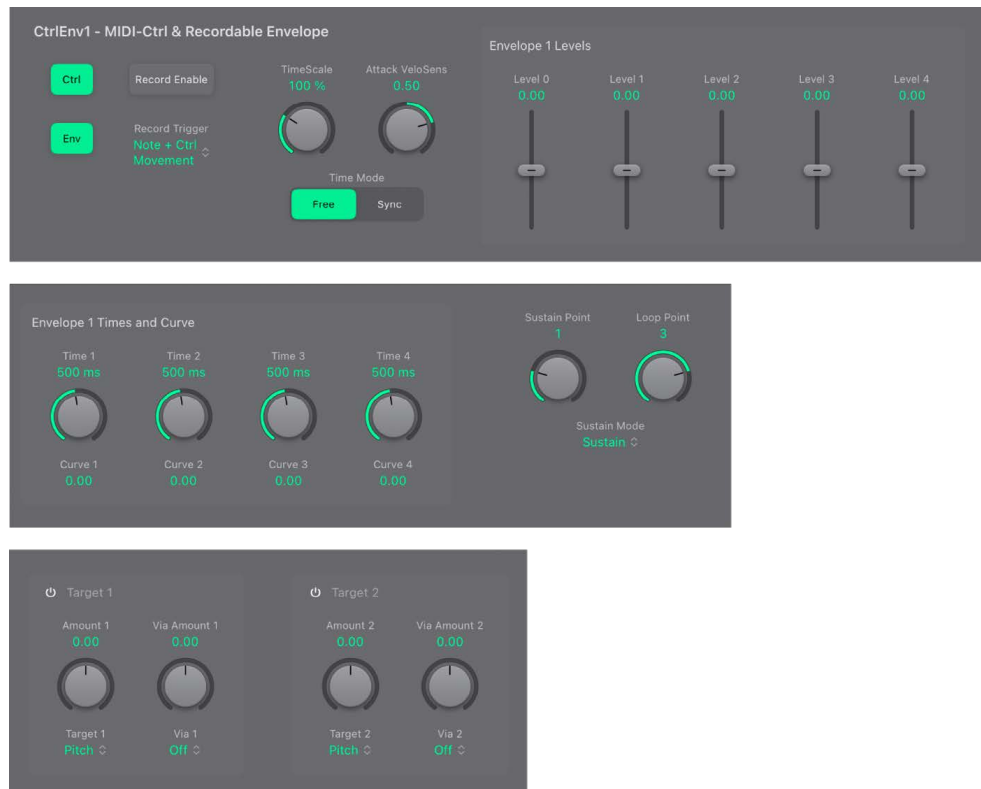 CtrlEnv1 - MIDI-Ctrl & Recordable Envelope
Ctrl
Record Enable
Env
Record Trigger
Note + Ctrl
Movement
TimeScale
100 %
Attack VeloSens
0.50
Time Mode
Free Sync
Envelope 1 Levels
Level 0 Level 1 Level 2 Level 3 Level 4
0.00 0.00 0.00 0.00 0.00
Envelope 1 Times and Curve
Time 1 Time 2 Time 3 Time 4
500 ms 500 ms 500 ms 500 ms
Curve 1 Curve 2 Curve 3 Curve 4
0.00 0.00 0.00 0.00
Sustain Point Loop Point
1 3
Sustain Mode
Sustain
Target 1
Amount 1 Via Amount 1
0.00 0.00
Target 1 Via 1
Pitch Off
Target 2
Amount 2 Via Amount 2
0.00 0.00
Target 2 Via 2
Pitch Off